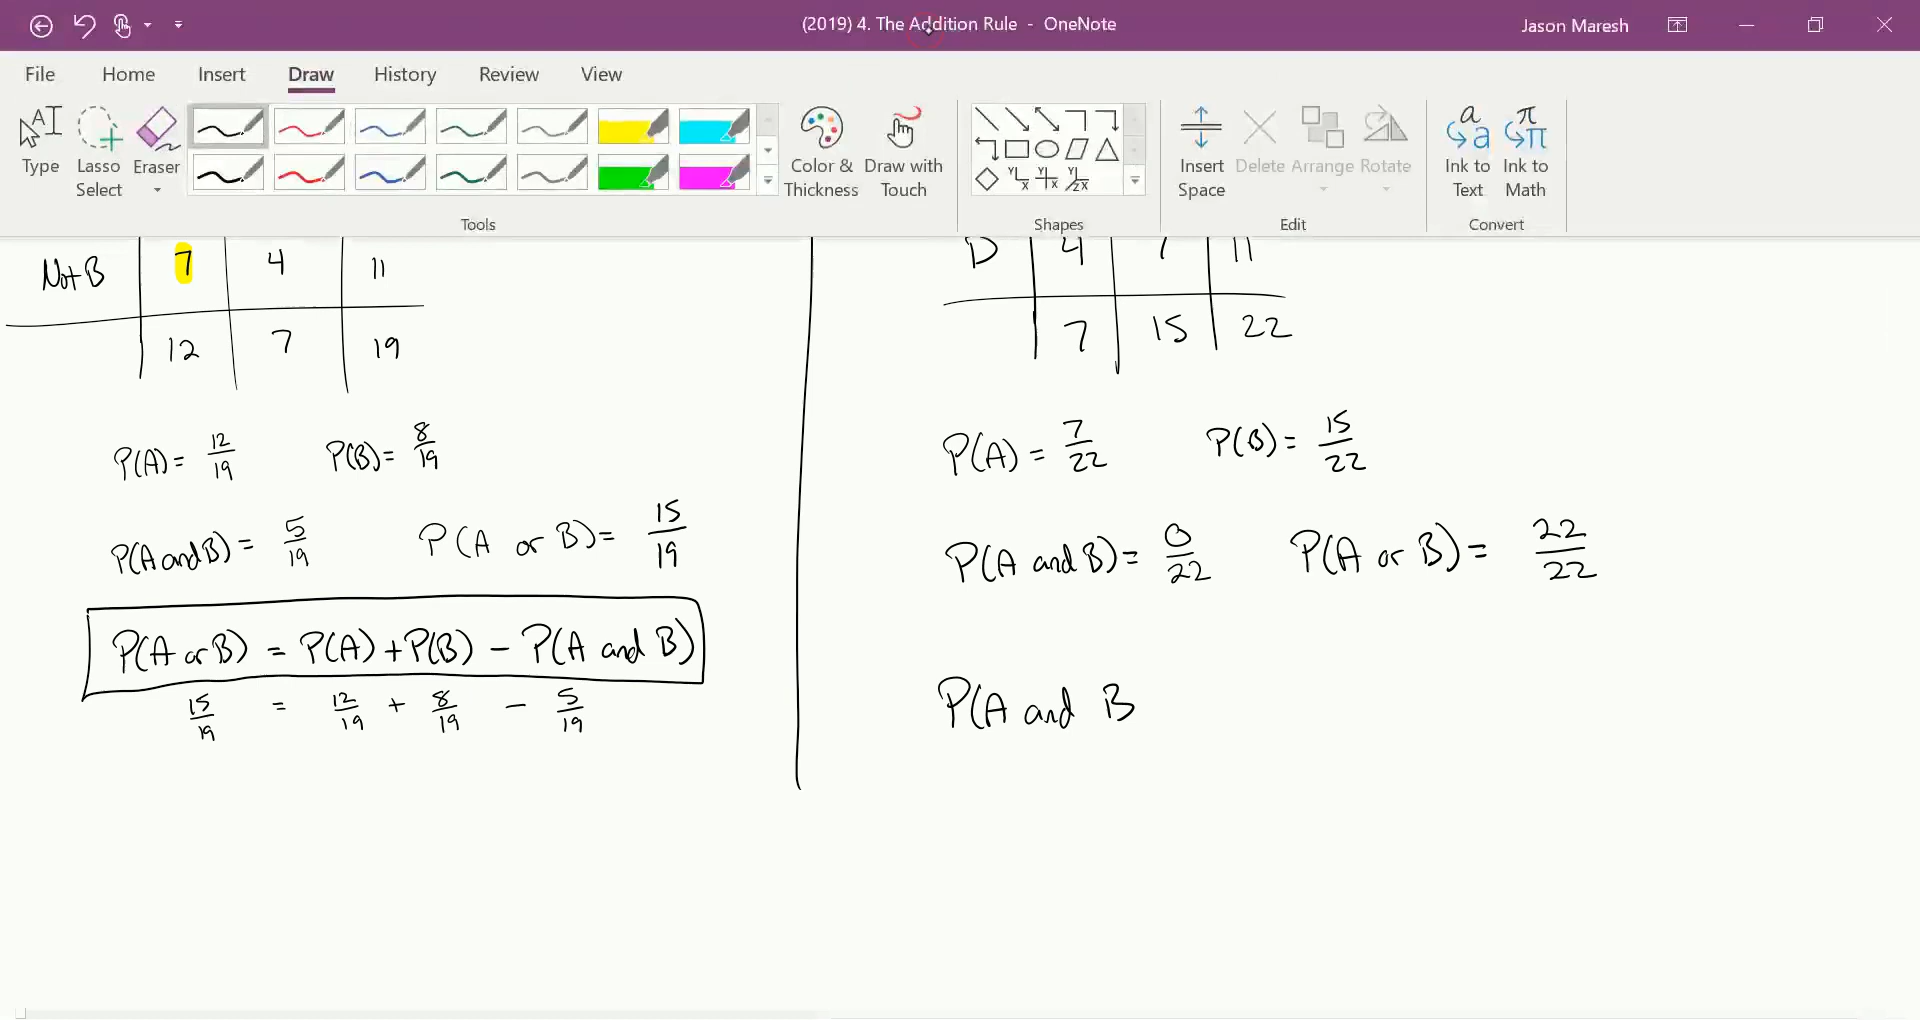 (2019) 4. The Addition Rule - OneNote
Jason Maresh
File Home Insert Draw History Review View
Type
Lasso Select
Eraser
Color & Thickness
Draw with Touch
Insert Space
Delete
Arrange
Rotate
Ink to Text
Ink to Math
Tools
Shapes
Edit
Convert
Not B 7 4 11
12 7 19
P(A) = 12/19 P(B) = 8/19
P(A and B) = 5/19 P(A or B) = 15/19
P(A or B) = P(A) + P(B) - P(A and B)
15/19 = 12/19 + 8/19 - 5/19
D 4 7 11
7 15 22
P(A) = 7/22 P(B) = 15/22
P(A and B) = 0/22 P(A or B) = 22/22
P(A and B